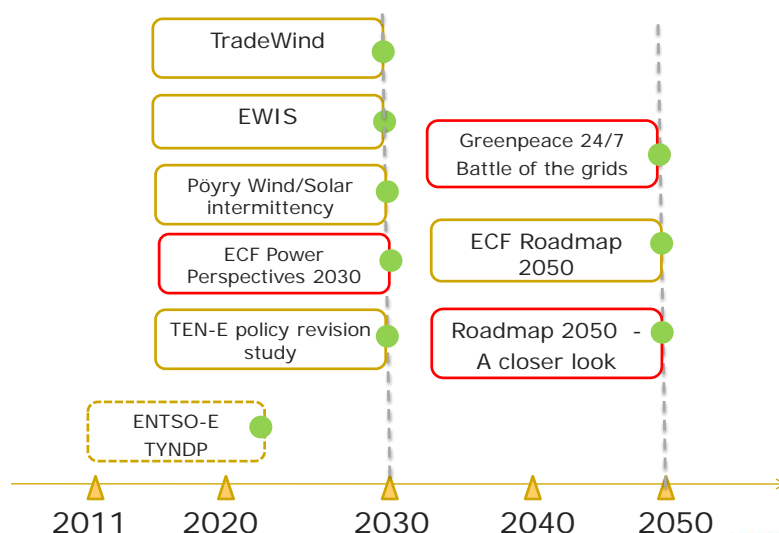 TradeWind
EWIS
Pöyry Wind/Solar
intermittency
ECF Power
Perspectives 2030
TEN-E policy revision
study
ENTSO-E
TYNDP
Greenpeace 24/7
Battle of the grids
ECF Roadmap
2050
Roadmap 2050 -
A closer look
2011 2020 2030 2040 2050